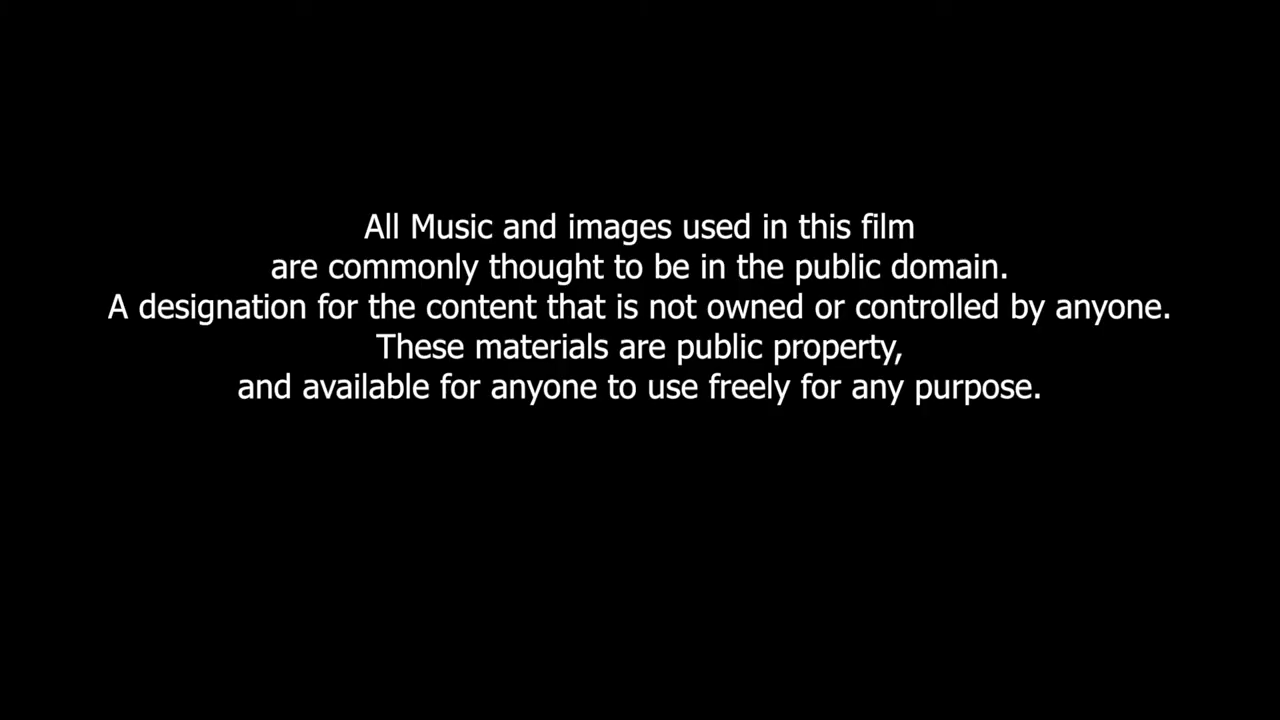 All Music and images used in this film
are commonly thought to be in the public domain.
A designation for the content that is not owned or controlled by anyone.
These materials are public property,
and available for anyone to use freely for any purpose.